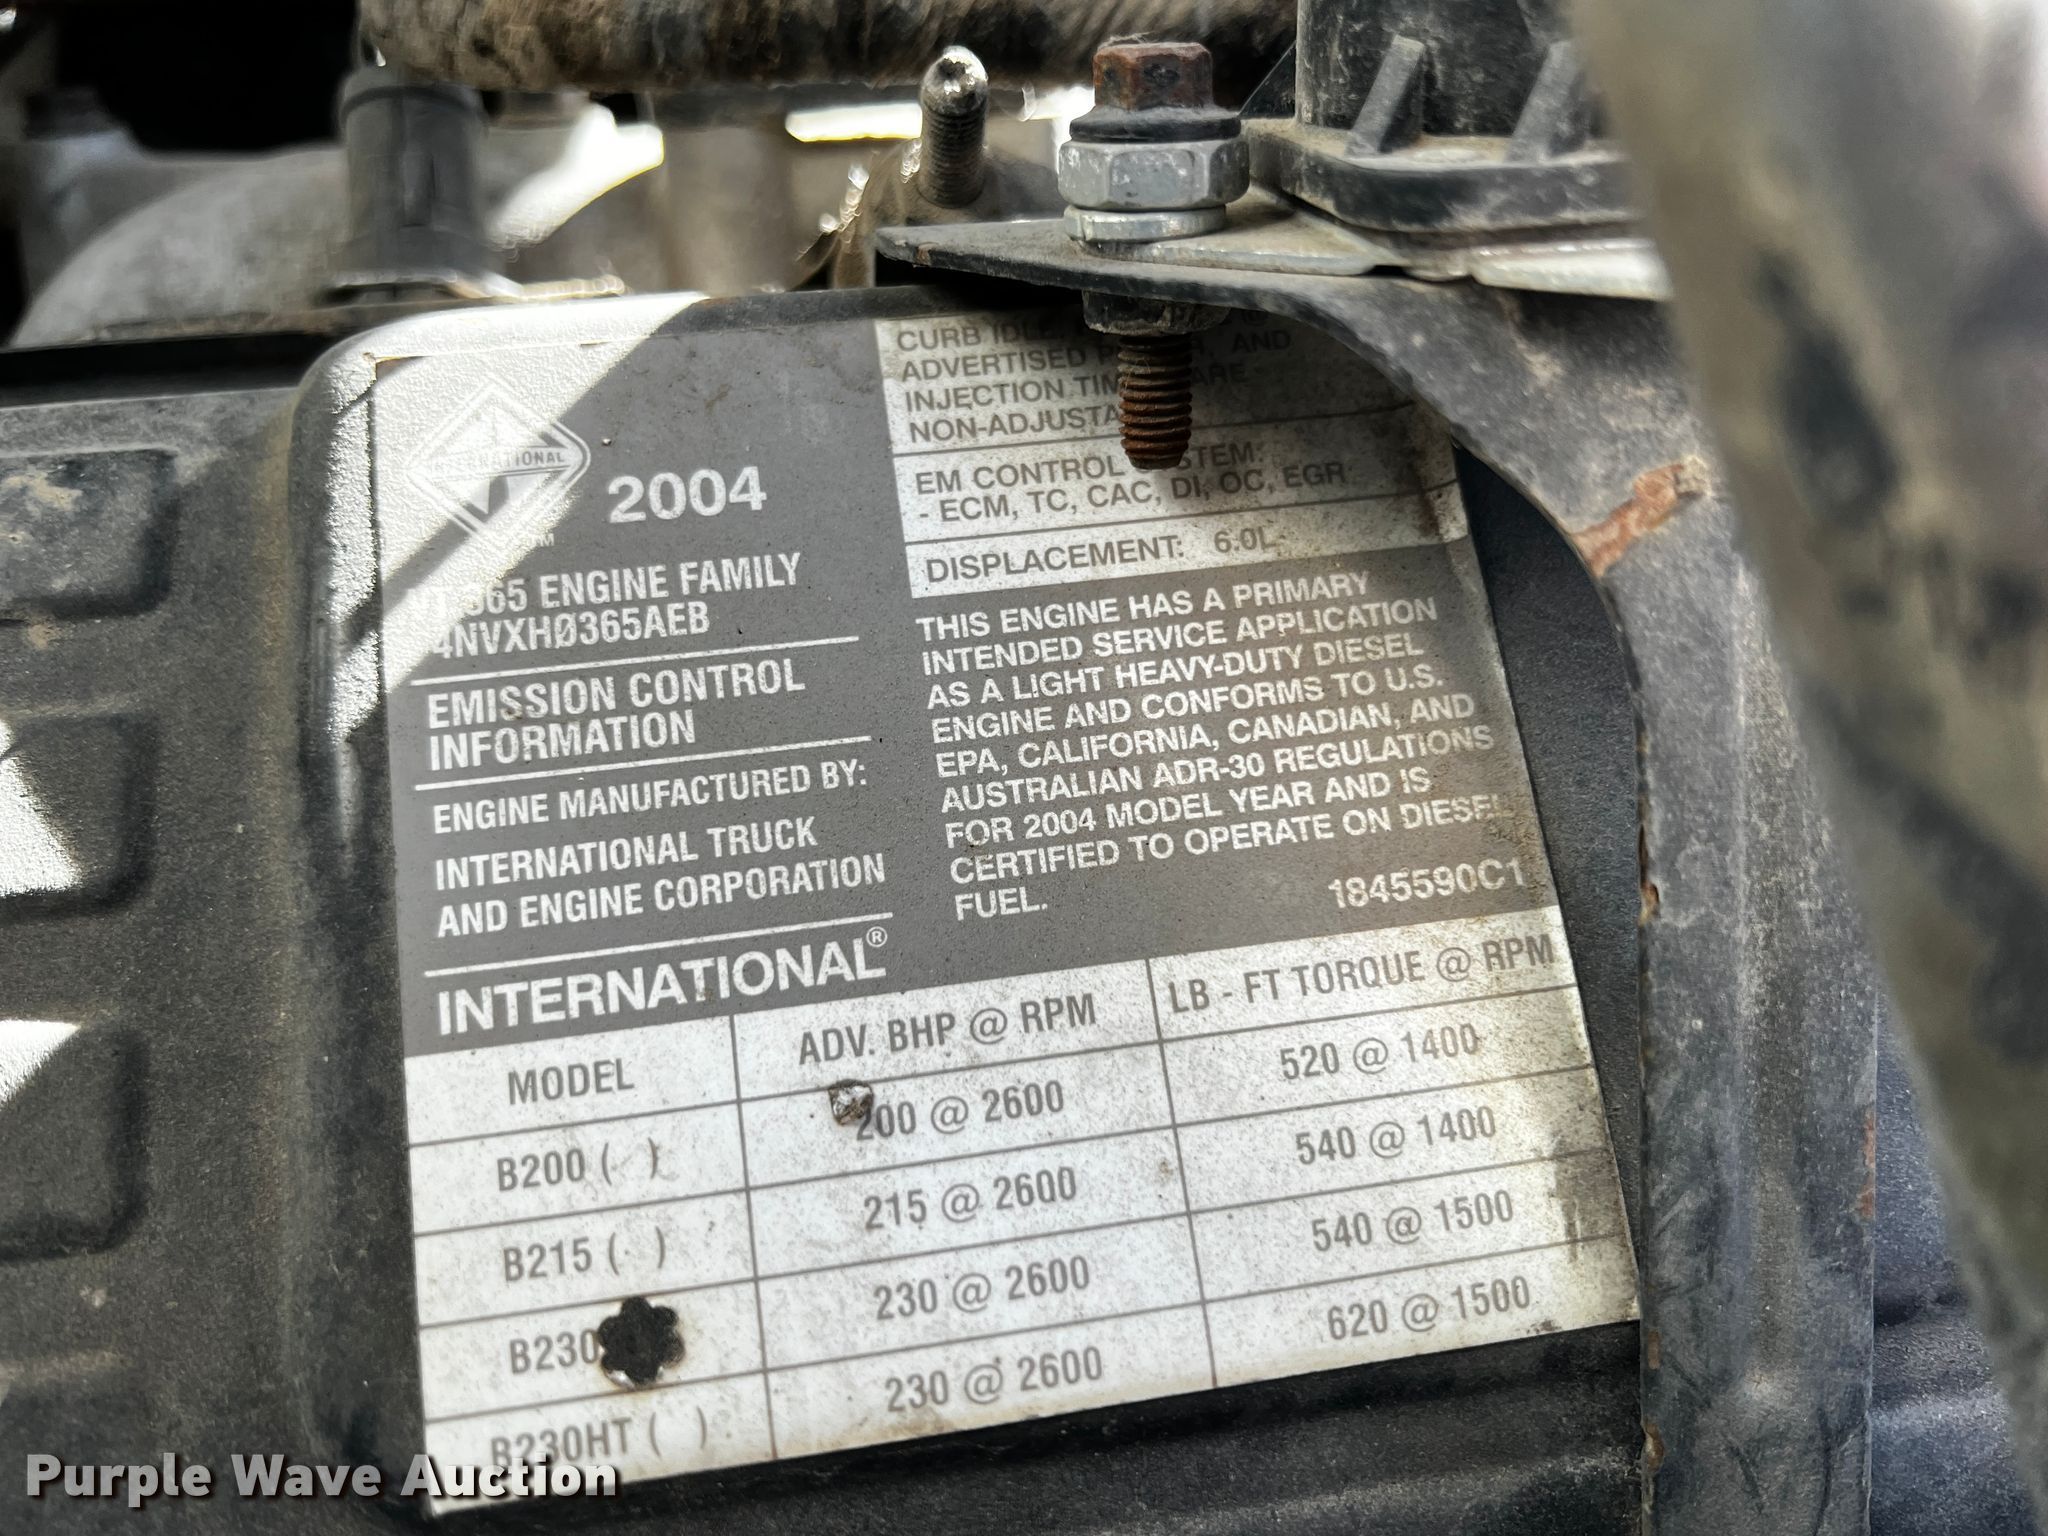 INTERNATIONAL
2004
365 ENGINE FAMILY
4NVXHØ365AEB
EMISSION CONTROL
INFORMATION
ENGINE MANUFACTURED BY:
INTERNATIONAL TRUCK
AND ENGINE CORPORATION
INTERNATIONAL®
CURB IDLE,
ADVERTISED AND
INJECTION ARE
EM CONTROL
- ECM, TC, CAC, DI, OC, EGR
DISPLACEMENT: 6.0L
THIS ENGINE HAS A PRIMARY
INTENDED SERVICE APPLICATION
AS A LIGHT HEAVY-DUTY DIESEL
ENGINE AND CONFORMS TO U.S.
EPA, CALIFORNIA, CANADIAN, AND
AUSTRALIAN ADR-30 REGULATIONS
FOR 2004 MODEL YEAR AND IS
CERTIFIED TO OPERATE ON DIESEL
FUEL.
1845590C1
MODEL ADV. BHP @ RPM LB - FT TORQUE @ RPM
B200 ( ) 200 @ 2600 520 @ 1400
B215 ( ) 215 @ 2600 540 @ 1400
B230 230 @ 2600 540 @ 1500
B230HT ( ) 230 @ 2600 620 @ 1500
Purple Wave Auction